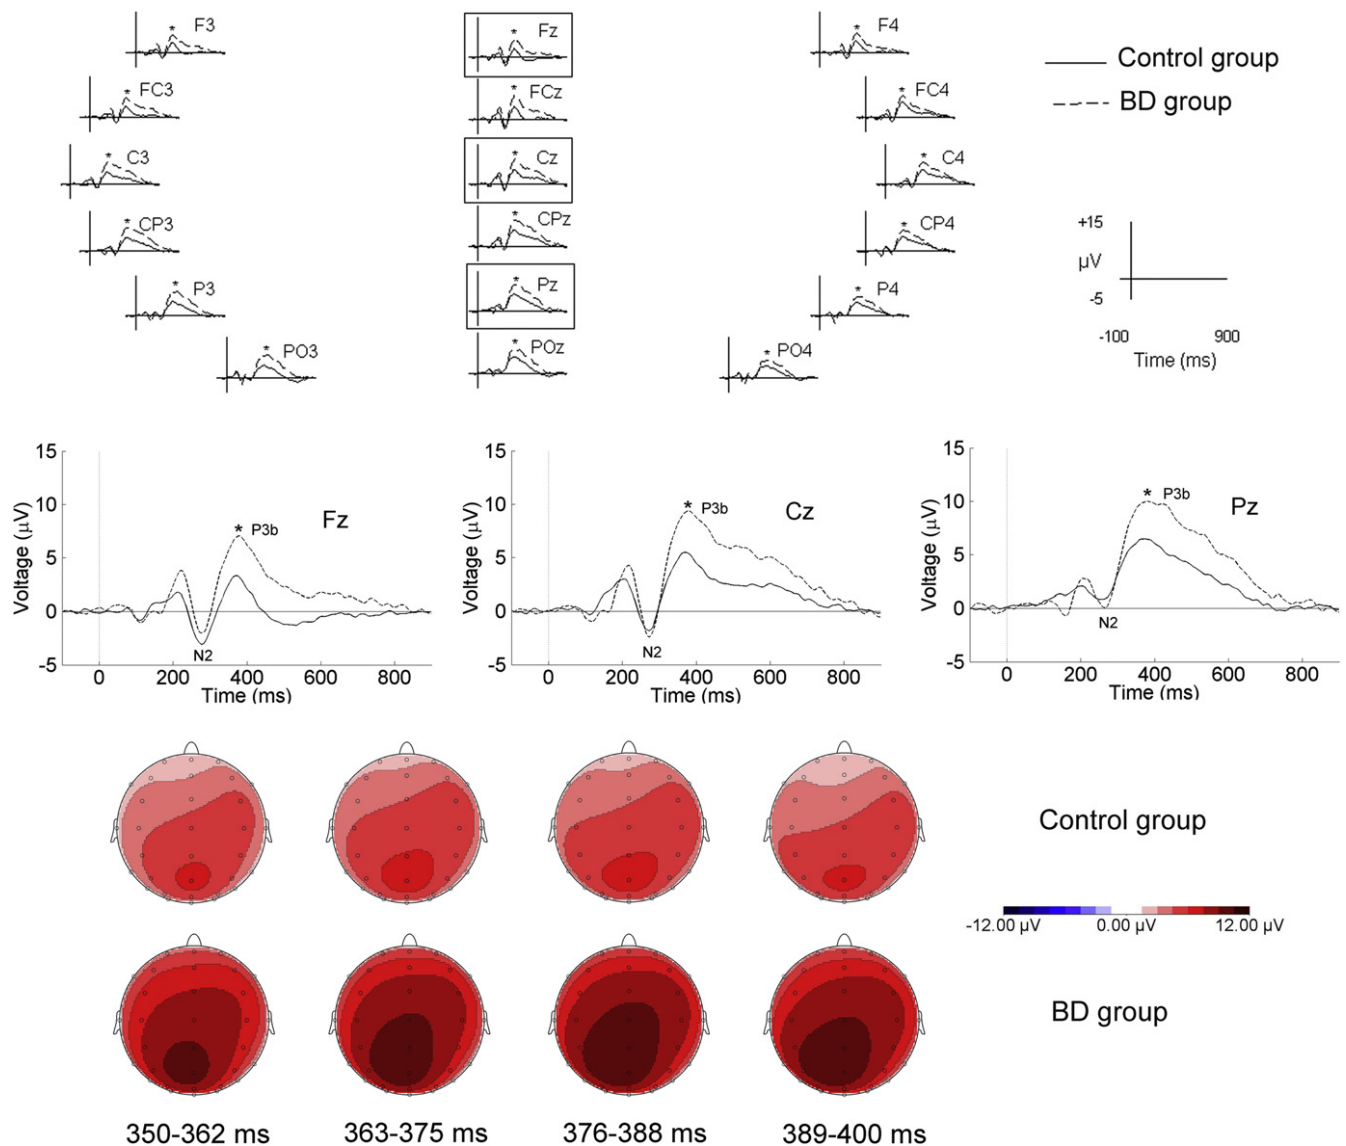 * F3
* Fz
* F4
Control group
* FC3
* FCz
* FC4
BD group
* C3
* Cz
* C4
* CP3
* CPz
* CP4
+15
µV
-5
* P3
* Pz
* P4
-100 900
Time (ms)
* PO3
* POz
* PO4
15
10
5
0
-5
Voltage (µV)
* P3b
Fz
N2
0 200 400 600 800
Time (ms)
15
10
5
0
-5
Voltage (µV)
* P3b
Cz
N2
0 200 400 600 800
Time (ms)
15
10
5
0
-5
Voltage (µV)
* P3b
Pz
N2
0 200 400 600 800
Time (ms)
Control group
-12.00 µV 0.00 µV 12.00 µV
BD group
350-362 ms 363-375 ms 376-388 ms 389-400 ms